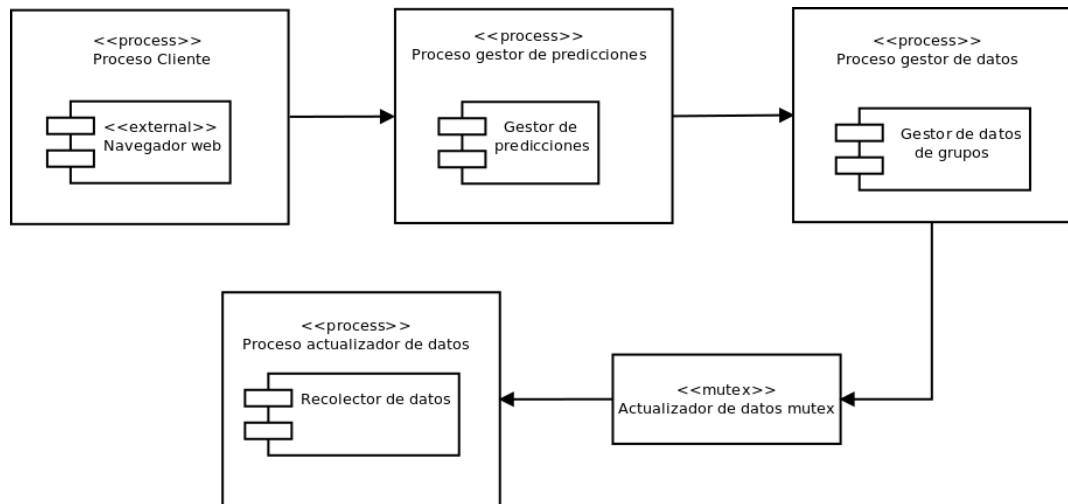 <<process>>
Proceso Cliente
<<external>>
Navegador web
<<process>>
Proceso gestor de predicciones
Gestor de
predicciones
<<process>>
Proceso gestor de datos
Gestor de datos
de grupos
<<process>>
Proceso actualizador de datos
Recolector de datos
<<mutex>>
Actualizador de datos mutex